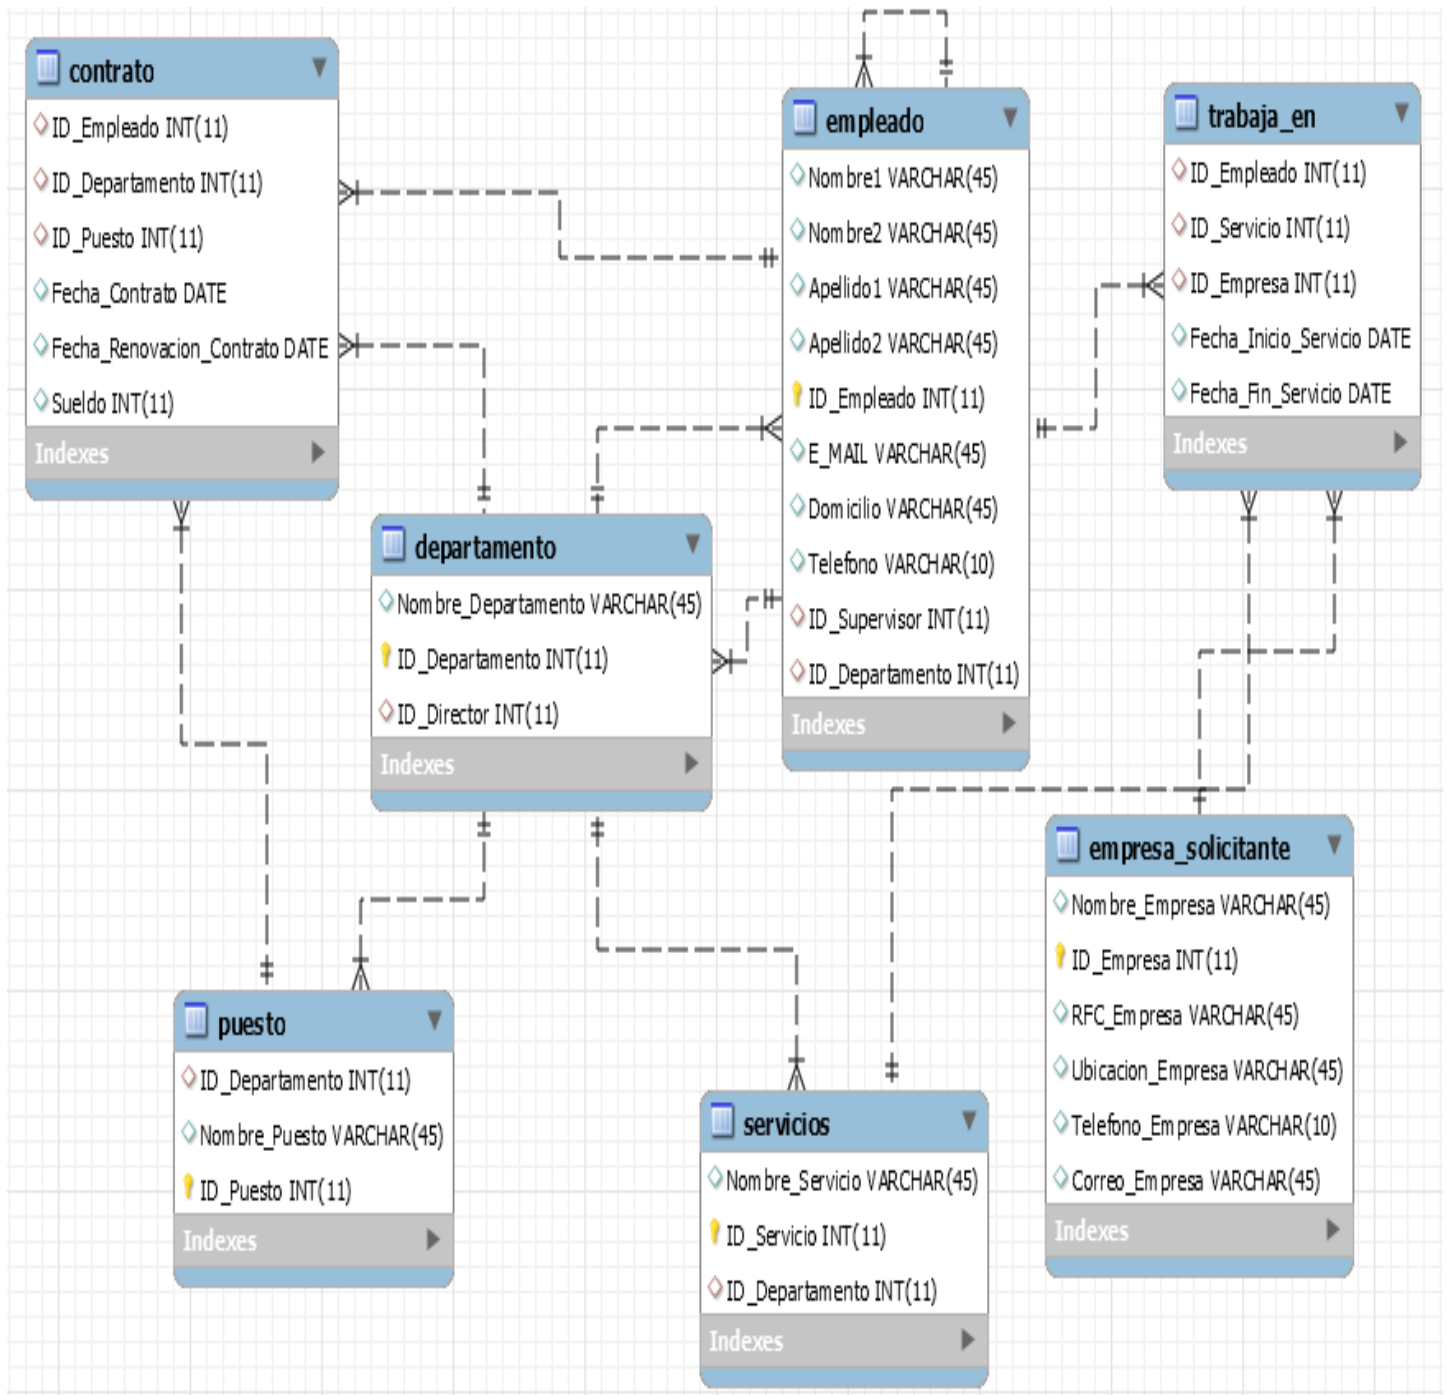 contrato
ID_Empleado INT(11)
ID_Departamento INT(11)
ID_Puesto INT(11)
Fecha_Contrato DATE
Fecha_Renovacion_Contrato DATE
Sueldo INT(11)
Indexes
empleado
Nombre1 VARCHAR(45)
Nombre2 VARCHAR(45)
Apellido1 VARCHAR(45)
Apellido2 VARCHAR(45)
ID_Empleado INT(11)
E_MAIL VARCHAR(45)
Domicilio VARCHAR(45)
Telefono VARCHAR(10)
ID_Supervisor INT(11)
ID_Departamento INT(11)
Indexes
trabaja_en
ID_Empleado INT(11)
ID_Servicio INT(11)
ID_Empresa INT(11)
Fecha_Inicio_Servicio DATE
Fecha_Fin_Servicio DATE
Indexes
departamento
Nombre_Departamento VARCHAR(45)
ID_Departamento INT(11)
ID_Director INT(11)
Indexes
empresa_solicitante
Nombre_Empresa VARCHAR(45)
ID_Empresa INT(11)
RFC_Empresa VARCHAR(45)
Ubicacion_Empresa VARCHAR(45)
Telefono_Empresa VARCHAR(10)
Correo_Empresa VARCHAR(45)
Indexes
puesto
ID_Departamento INT(11)
Nombre_Puesto VARCHAR(45)
ID_Puesto INT(11)
Indexes
servicios
Nombre_Servicio VARCHAR(45)
ID_Servicio INT(11)
ID_Departamento INT(11)
Indexes